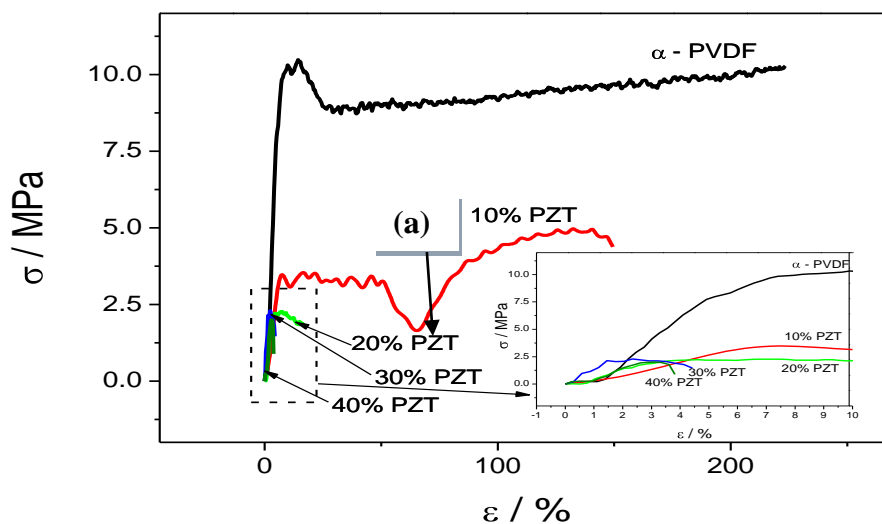 α - PVDF
10.0
7.5
5.0
2.5
0.0
σ / MPa
(a)
10% PZT
20% PZT
30% PZT
40% PZT
0
100
200
ε / %
α - PVDF
10.0
7.5
5.0
2.5
0.0
σ / MPa
10% PZT
20% PZT
30% PZT
40% PZT
-1 0 1 2 3 4 5 6 7 8 9 10
ε / %